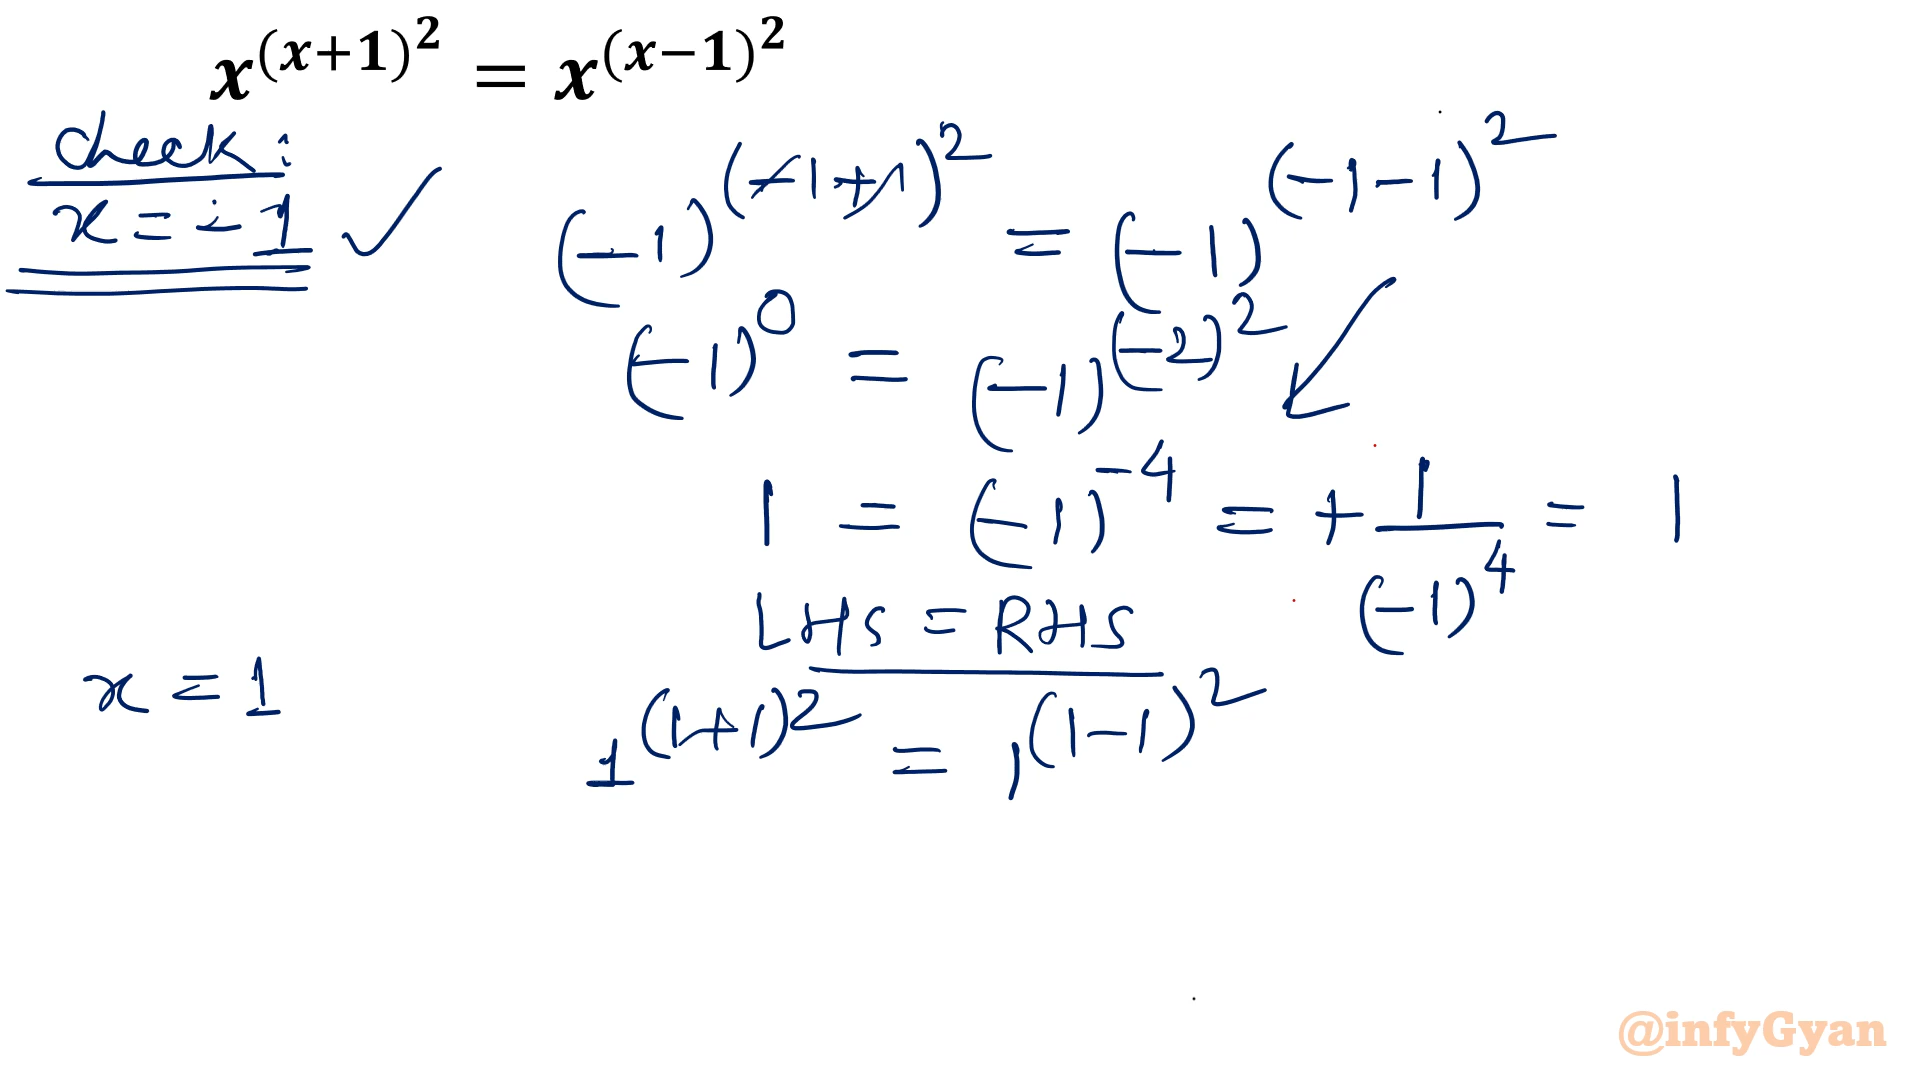 x^(x+1)^2 = x^(x-1)^2
check :
x = -1 ✓
(-1)^(-1+1)^2 = (-1)^(-1-1)^2
(-1)^0 = (-1)^(-2)^2
1 = (-1)^-4 = + 1/(-1)^4 = 1
LHS = RHS
x = 1
1^(1+1)^2 = 1^(1-1)^2
@infyGyan